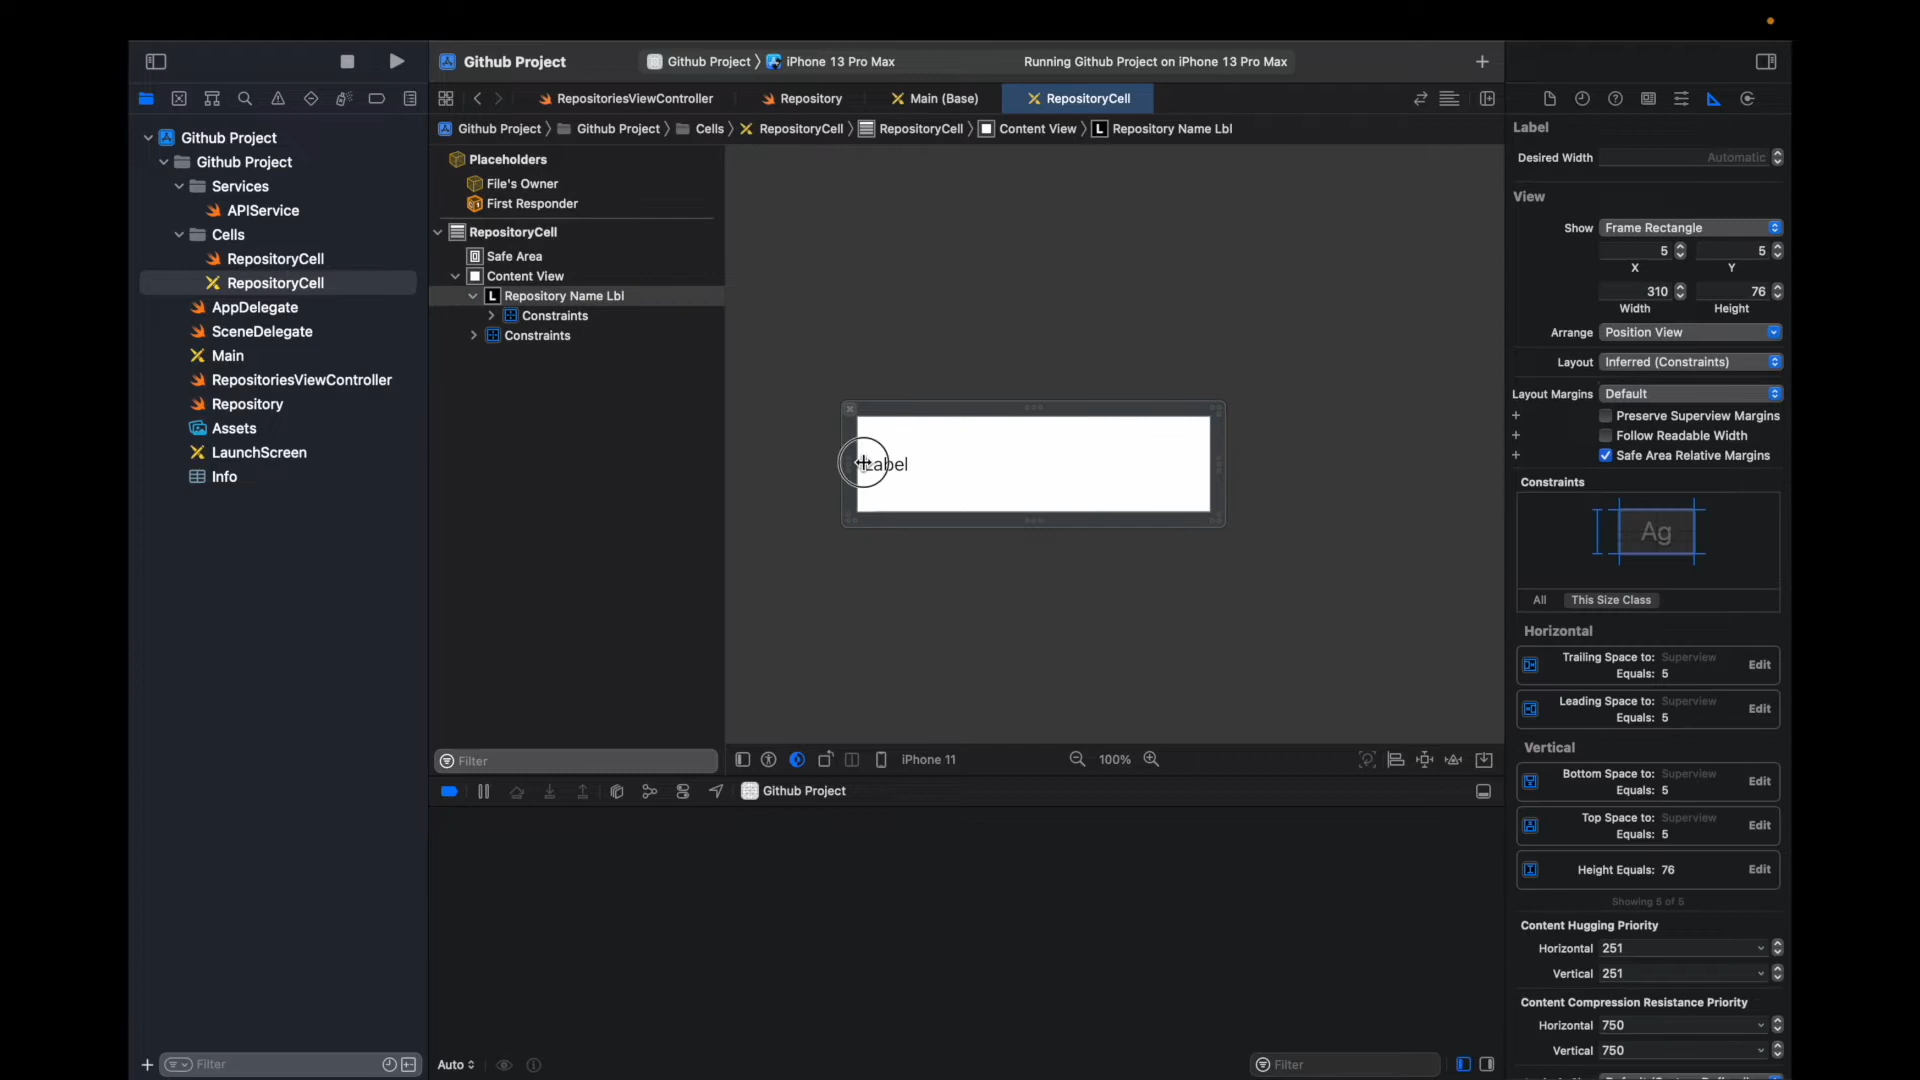 Github Project
Github Project
iPhone 13 Pro Max
Running Github Project on iPhone 13 Pro Max
RepositoriesViewController
Repository
Main (Base)
RepositoryCell
Github Project
Github Project
Cells
RepositoryCell
RepositoryCell
Content View
L
Repository Name Lbl
Github Project
Github Project
Services
APIService
Cells
RepositoryCell
RepositoryCell
AppDelegate
SceneDelegate
Main
RepositoriesViewController
Repository
Assets
LaunchScreen
Info
Filter
Placeholders
File's Owner
First Responder
RepositoryCell
Safe Area
Content View
L Repository Name Lbl
Constraints
Constraints
Filter
Label
iPhone 11
100%
Github Project
Auto
Filter
Label
Desired Width Automatic
View
Show Frame Rectangle
5 5
X Y
310 76
Width Height
Arrange Position View
Layout Inferred (Constraints)
Layout Margins Default
Preserve Superview Margins
Follow Readable Width
Safe Area Relative Margins
Constraints
Ag
All This Size Class
Horizontal
Trailing Space to: Superview Edit
Equals: 5
Leading Space to: Superview Edit
Equals: 5
Vertical
Bottom Space to: Superview Edit
Equals: 5
Top Space to: Superview Edit
Equals: 5
Height Equals: 76 Edit
Showing 5 of 5
Content Hugging Priority
Horizontal 251
Vertical 251
Content Compression Resistance Priority
Horizontal 750
Vertical 750